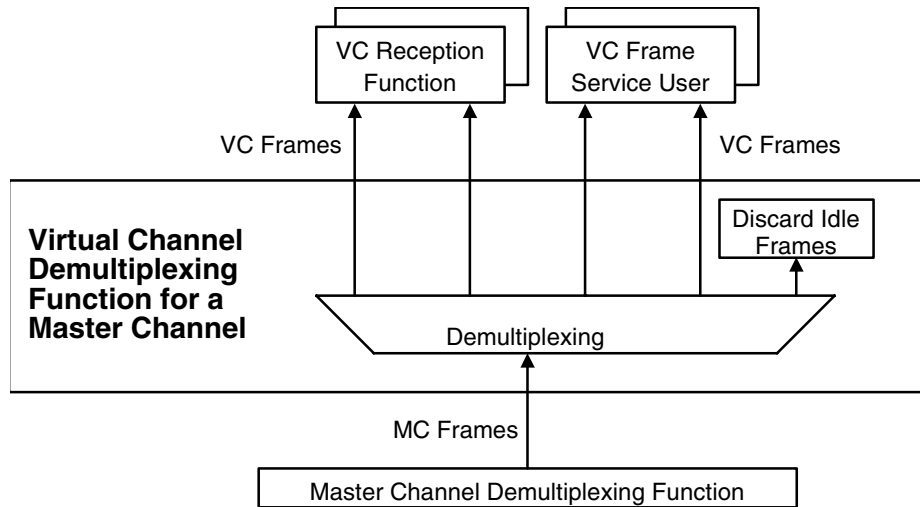 VC Reception
Function
VC Frame
Service User
VC Frames
VC Frames
Virtual Channel
Demultiplexing
Function for a
Master Channel
Discard Idle
Frames
Demultiplexing
MC Frames
Master Channel Demultiplexing Function